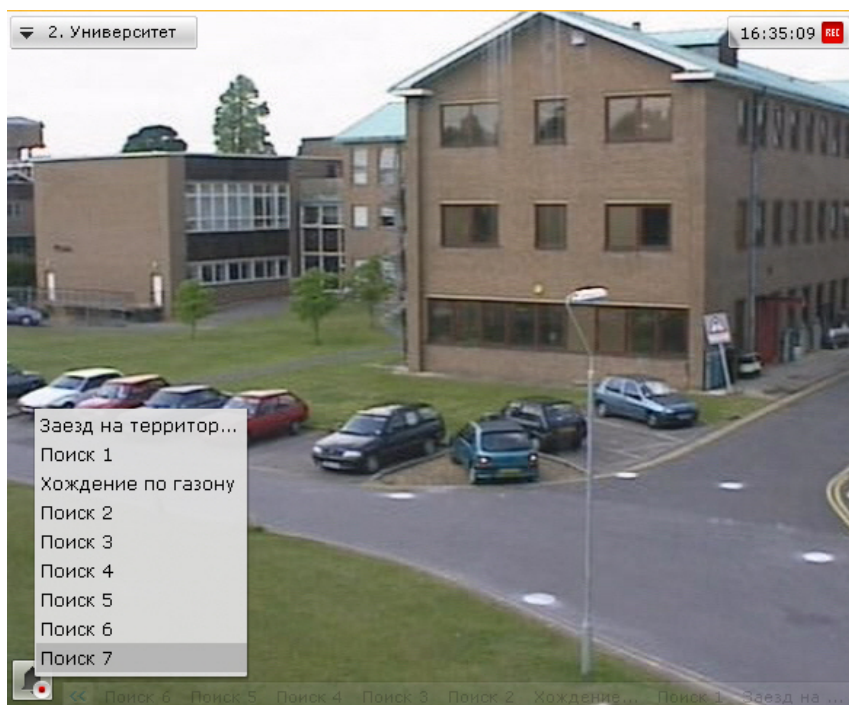 2. Университет
16:35:09 REC
Заезд на территор...
Поиск 1
Хождение по газону
Поиск 2
Поиск 3
Поиск 4
Поиск 5
Поиск 6
Поиск 7
<< Поиск 6 Поиск 5 Поиск 4 Поиск 3 Поиск 2 Хождение... Поиск 1 Заезд на ...